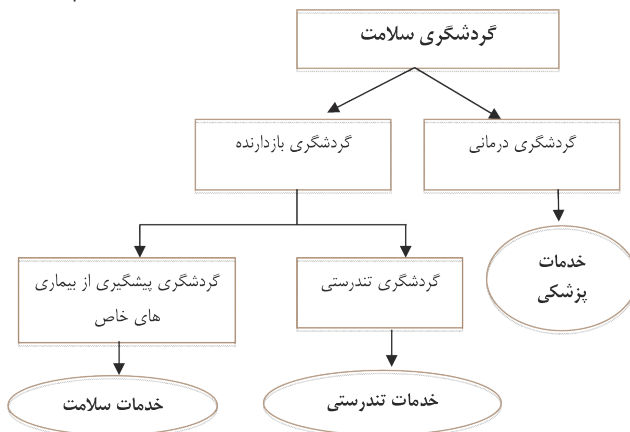 گردشگری سلامت
گردشگری درمانی
گردشگری بازدارنده
خدمات
پزشکی
گردشگری تندرستی
گردشگری پیشگیری از بیماری
های خاص
خدمات تندرستی
خدمات سلامت